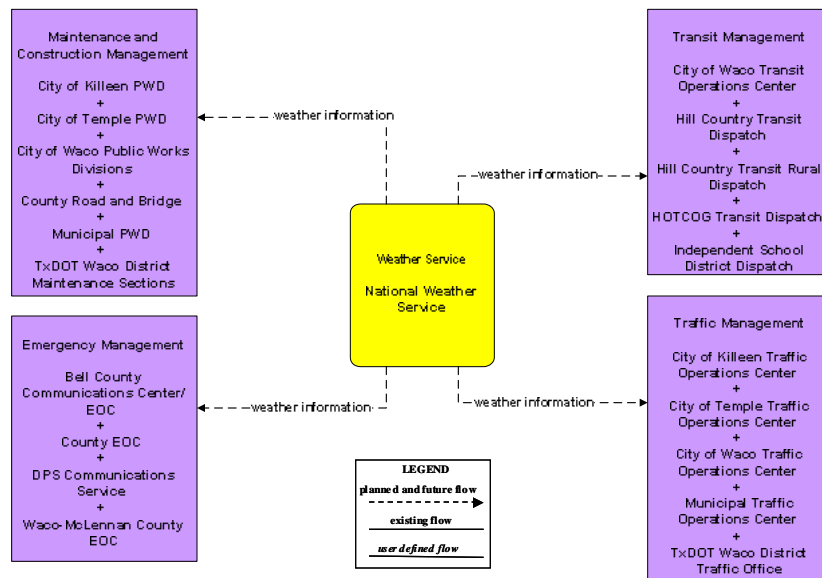 Maintenance and
Construction Management
City of Killeen PWD
+
City of Temple PWD
+
City of Waco Public Works
Divisions
+
County Road and Bridge
+
Municipal PWD
+
TxDOT Waco District
Maintenance Sections
Transit Management
City of Waco Transit
Operations Center
+
Hill Country Transit
Dispatch
+
Hill Country Transit Rural
Dispatch
+
HOTCOG Transit Dispatch
+
Independent School
District Dispatch
weather information
weather information
Weather Service
National Weather
Service
Emergency Management
Bell County
Communications Center/
EOC
+
County EOC
+
DPS Communications
Service
+
Waco-McLennan County
EOC
weather information
weather information
Traffic Management
City of Killeen Traffic
Operations Center
+
City of Temple Traffic
Operations Center
+
City of Waco Traffic
Operations Center
+
Municipal Traffic
Operations Center
+
TxDOT Waco District
Traffic Office
LEGEND
planned and future flow
existing flow
user defined flow